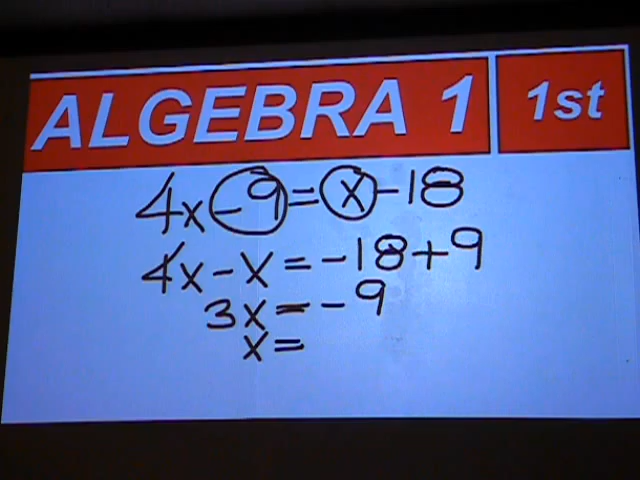 ALGEBRA 1 1st
4x - 9 = x - 18
4x - x = - 18 + 9
3x = - 9
x =